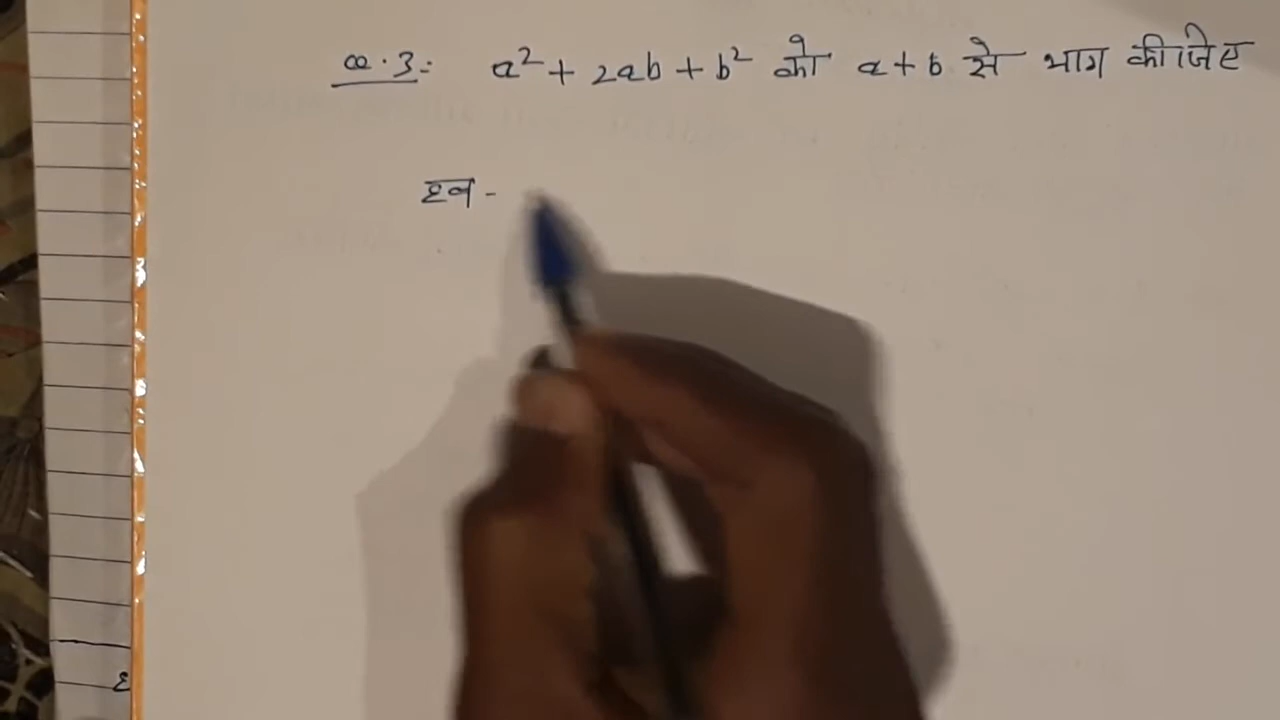 Q.3: a² + 2ab + b² को a + b से भाग कीजिए
हल -